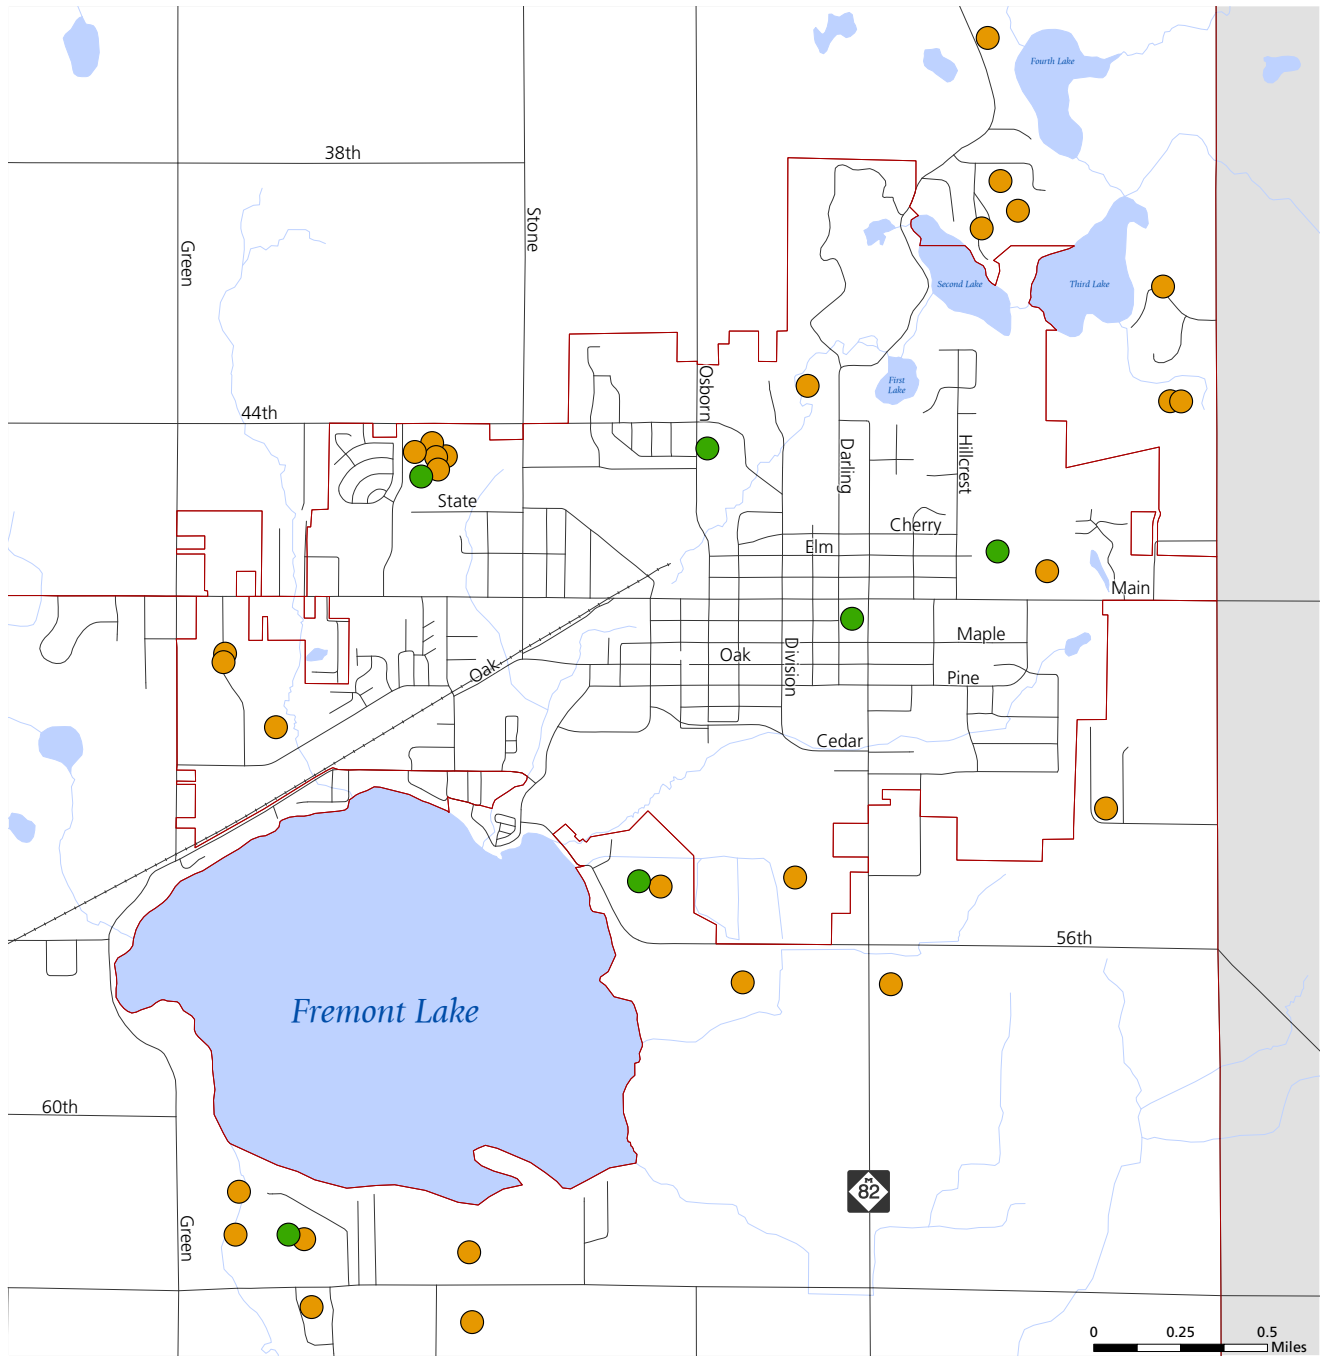 Fourth Lake
38th
Stone
Green
Second Lake
Third Lake
First
Lake
Osborn
44th
Darling
Hillcrest
State
Cherry
Elm
Main
Maple
Division
Oak
Oak
Pine
Cedar
56th
Fremont Lake
60th
M
82
Green
0 0.25 0.5
Miles